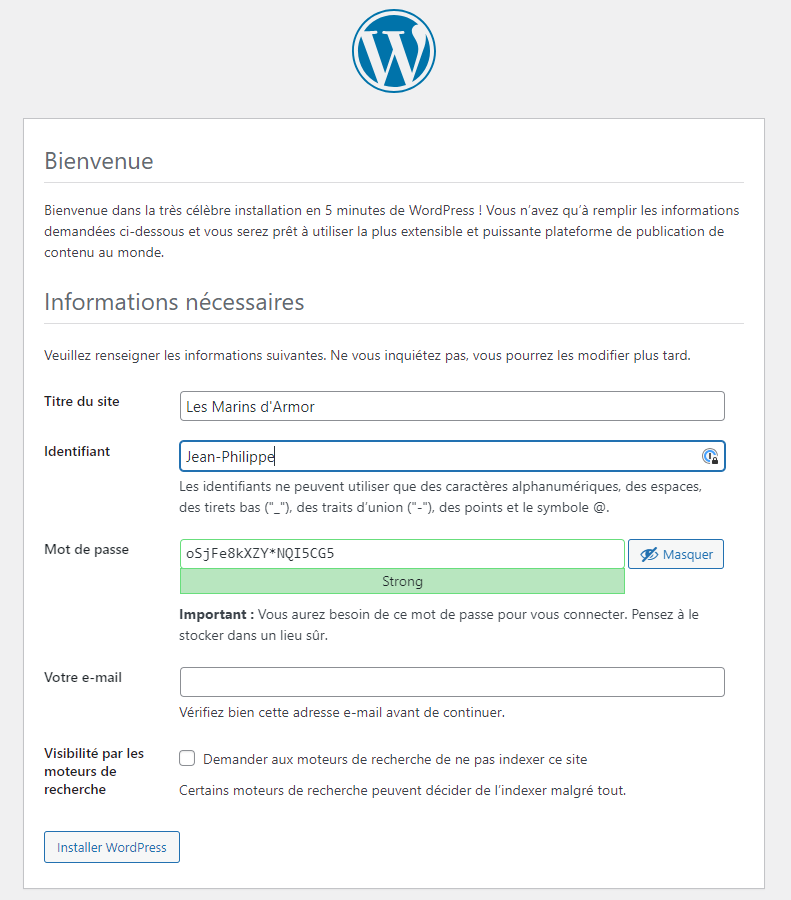 Bienvenue
Bienvenue dans la très célèbre installation en 5 minutes de WordPress ! Vous n’avez qu’à remplir les informations
demandées ci-dessous et vous serez prêt à utiliser la plus extensible et puissante plateforme de publication de
contenu au monde.
Informations nécessaires
Veuillez renseigner les informations suivantes. Ne vous inquiétez pas, vous pourrez les modifier plus tard.
Titre du site
Les Marins d'Armor
Identifiant
Jean-Philippe
Les identifiants ne peuvent utiliser que des caractères alphanumériques, des espaces,
des tirets bas ("_"), des traits d’union ("-"), des points et le symbole @.
Mot de passe
oSjFe8kXZY*NQI5CG5
Masquer
Strong
Important : Vous aurez besoin de ce mot de passe pour vous connecter. Pensez à le
stocker dans un lieu sûr.
Votre e-mail
Vérifiez bien cette adresse e-mail avant de continuer.
Visibilité par les
moteurs de
recherche
Demander aux moteurs de recherche de ne pas indexer ce site
Certains moteurs de recherche peuvent décider de l’indexer malgré tout.
Installer WordPress